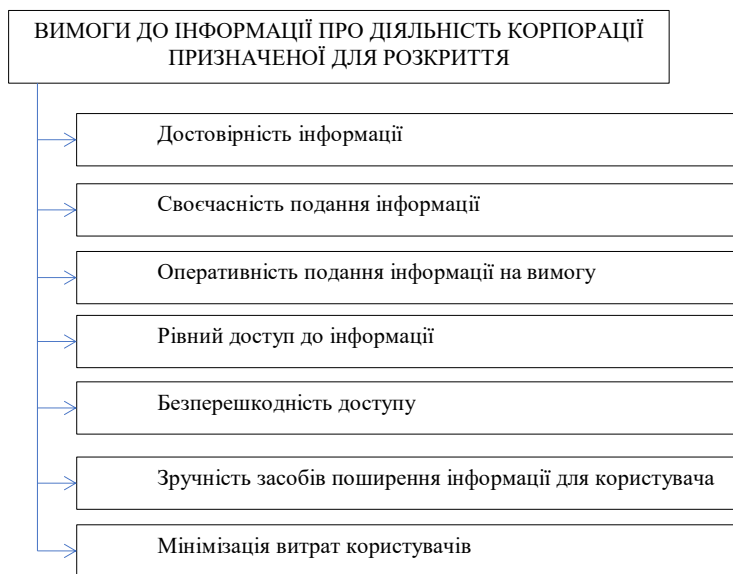 ВИМОГИ ДО ІНФОРМАЦІЇ ПРО ДІЯЛЬНІСТЬ КОРПОРАЦІЇ
ПРИЗНАЧЕНОЇ ДЛЯ РОЗКРИТТЯ
Достовірність інформації
Своєчасність подання інформації
Оперативність подання інформації на вимогу
Рівний доступ до інформації
Безперешкодність доступу
Зручність засобів поширення інформації для користувача
Мінімізація витрат користувачів